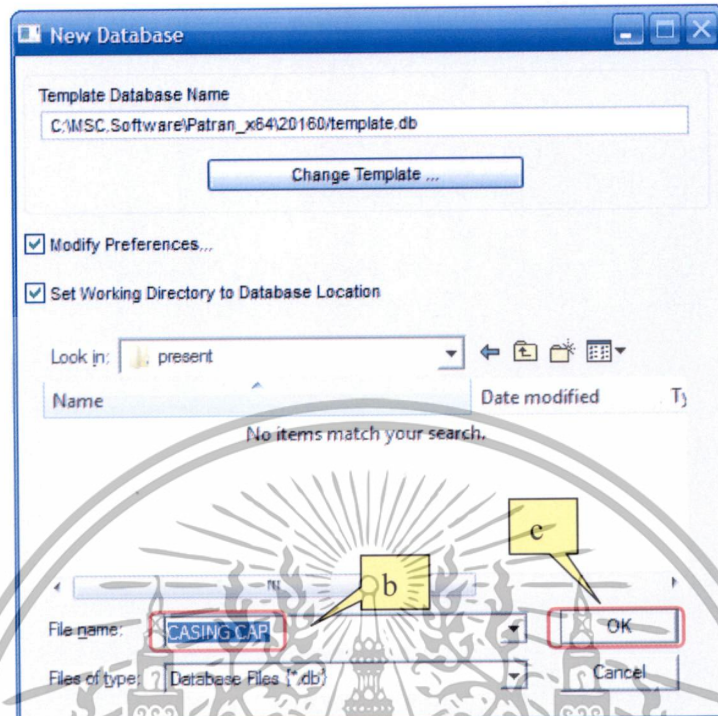 New Database
Template Database Name
C:\MSC.Software\Patran_x64\20160/template.db
Change Template ...
Modify Preferences...
Set Working Directory to Database Location
Look in: present
Name Date modified Ty
No items match your search.
c
b
File name: CASING CAP OK
Files of type: Database Files (*.db) Cancel